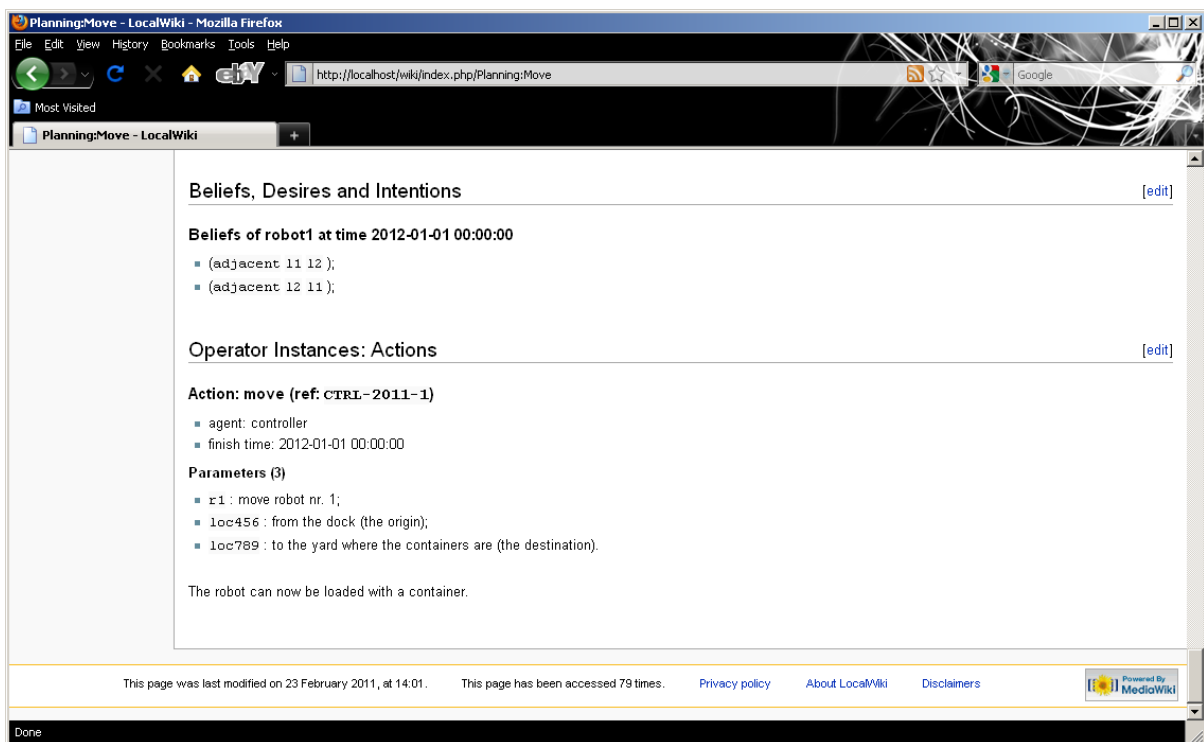 Planning:Move - LocalWiki - Mozilla Firefox
File Edit View History Bookmarks Tools Help
ebY http://localhost/wiki/index.php/Planning:Move Google
Most Visited
Planning:Move - LocalWiki +
Beliefs, Desires and Intentions [edit]
Beliefs of robot1 at time 2012-01-01 00:00:00
(adjacent l1 l2 );
(adjacent l2 l1 );
Operator Instances: Actions [edit]
Action: move (ref: CTRL-2011-1)
agent: controller
finish time: 2012-01-01 00:00:00
Parameters (3)
r1 : move robot nr. 1;
loc456 : from the dock (the origin);
loc789 : to the yard where the containers are (the destination).
The robot can now be loaded with a container.
This page was last modified on 23 February 2011, at 14:01. This page has been accessed 79 times. Privacy policy About LocalWiki Disclaimers
Powered By
MediaWiki
Done